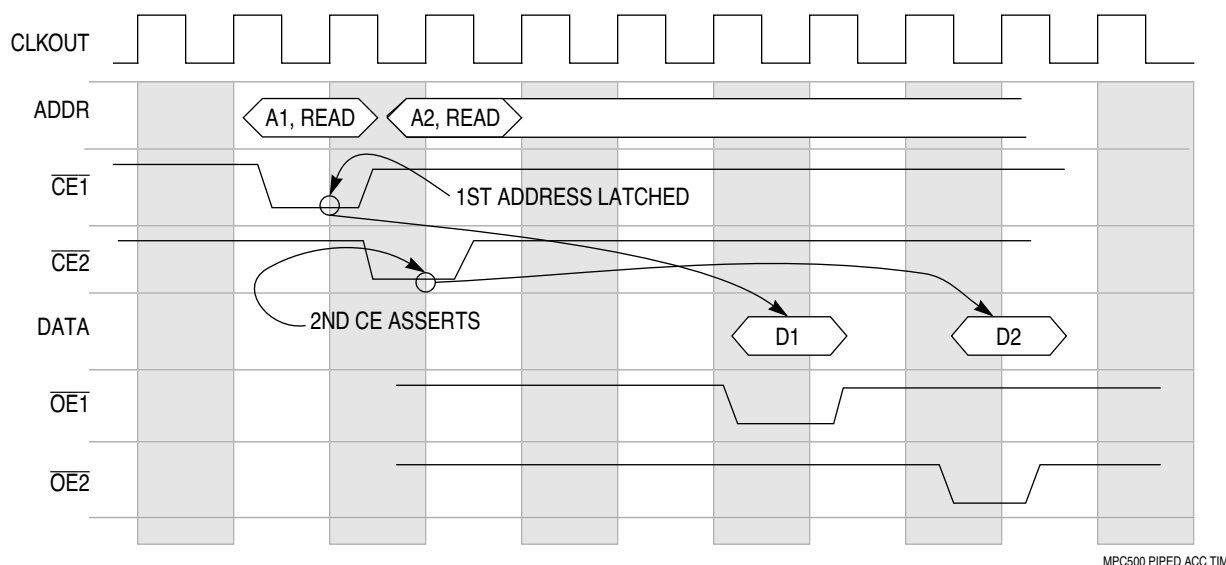 CLKOUT
ADDR
A1, READ
A2, READ
CE1
1ST ADDRESS LATCHED
CE2
2ND CE ASSERTS
DATA
D1
D2
OE1
OE2
MPC500 PIPED ACC TIM